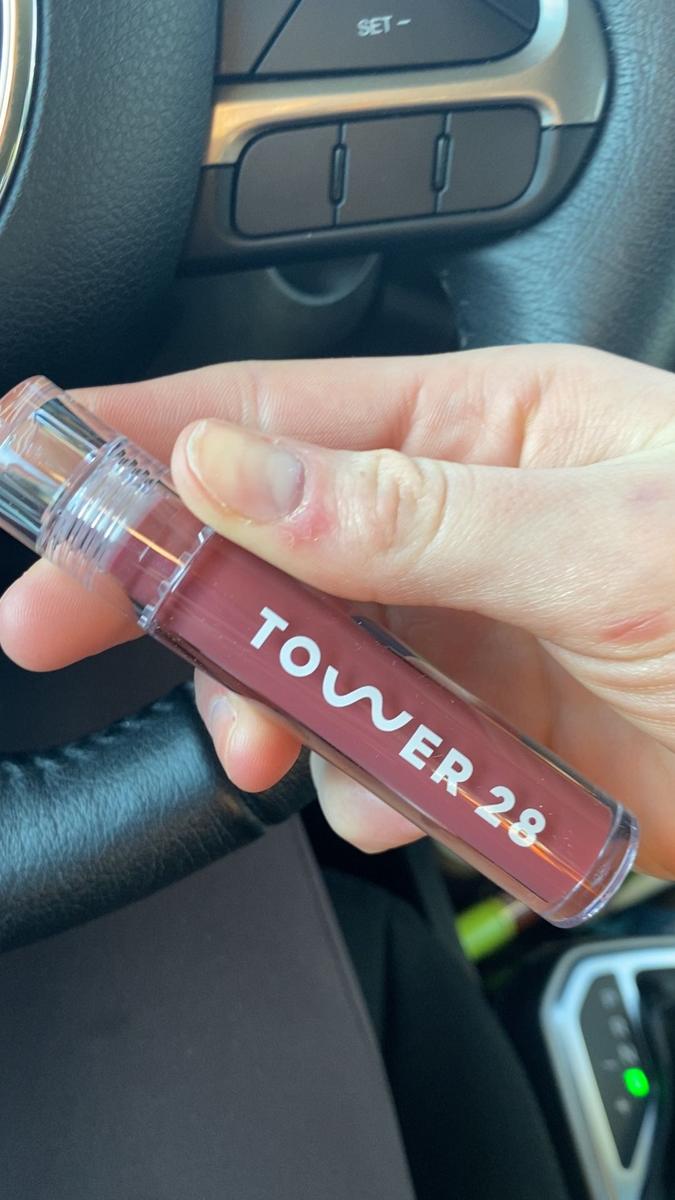 SET –
TOWER 28